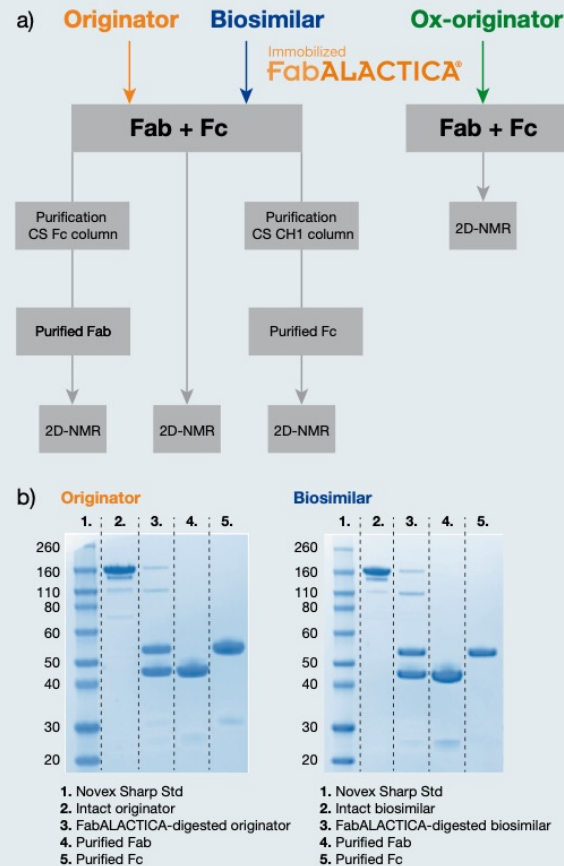 a)
Originator Biosimilar Ox-originator
Immobilized
FabALACTICA®
Fab + Fc Fab + Fc
Purification
CS Fc column
Purification
CS CH1 column
2D-NMR
Purified Fab Purified Fc
2D-NMR 2D-NMR 2D-NMR
b)
Originator
1. 2. 3. 4. 5.
260
160
110
80
60
50
40
30
20
1. Novex Sharp Std
2. Intact originator
3. FabALACTICA-digested originator
4. Purified Fab
5. Purified Fc
Biosimilar
1. 2. 3. 4. 5.
260
160
110
80
60
50
40
30
20
1. Novex Sharp Std
2. Intact biosimilar
3. FabALACTICA-digested biosimilar
4. Purified Fab
5. Purified Fc